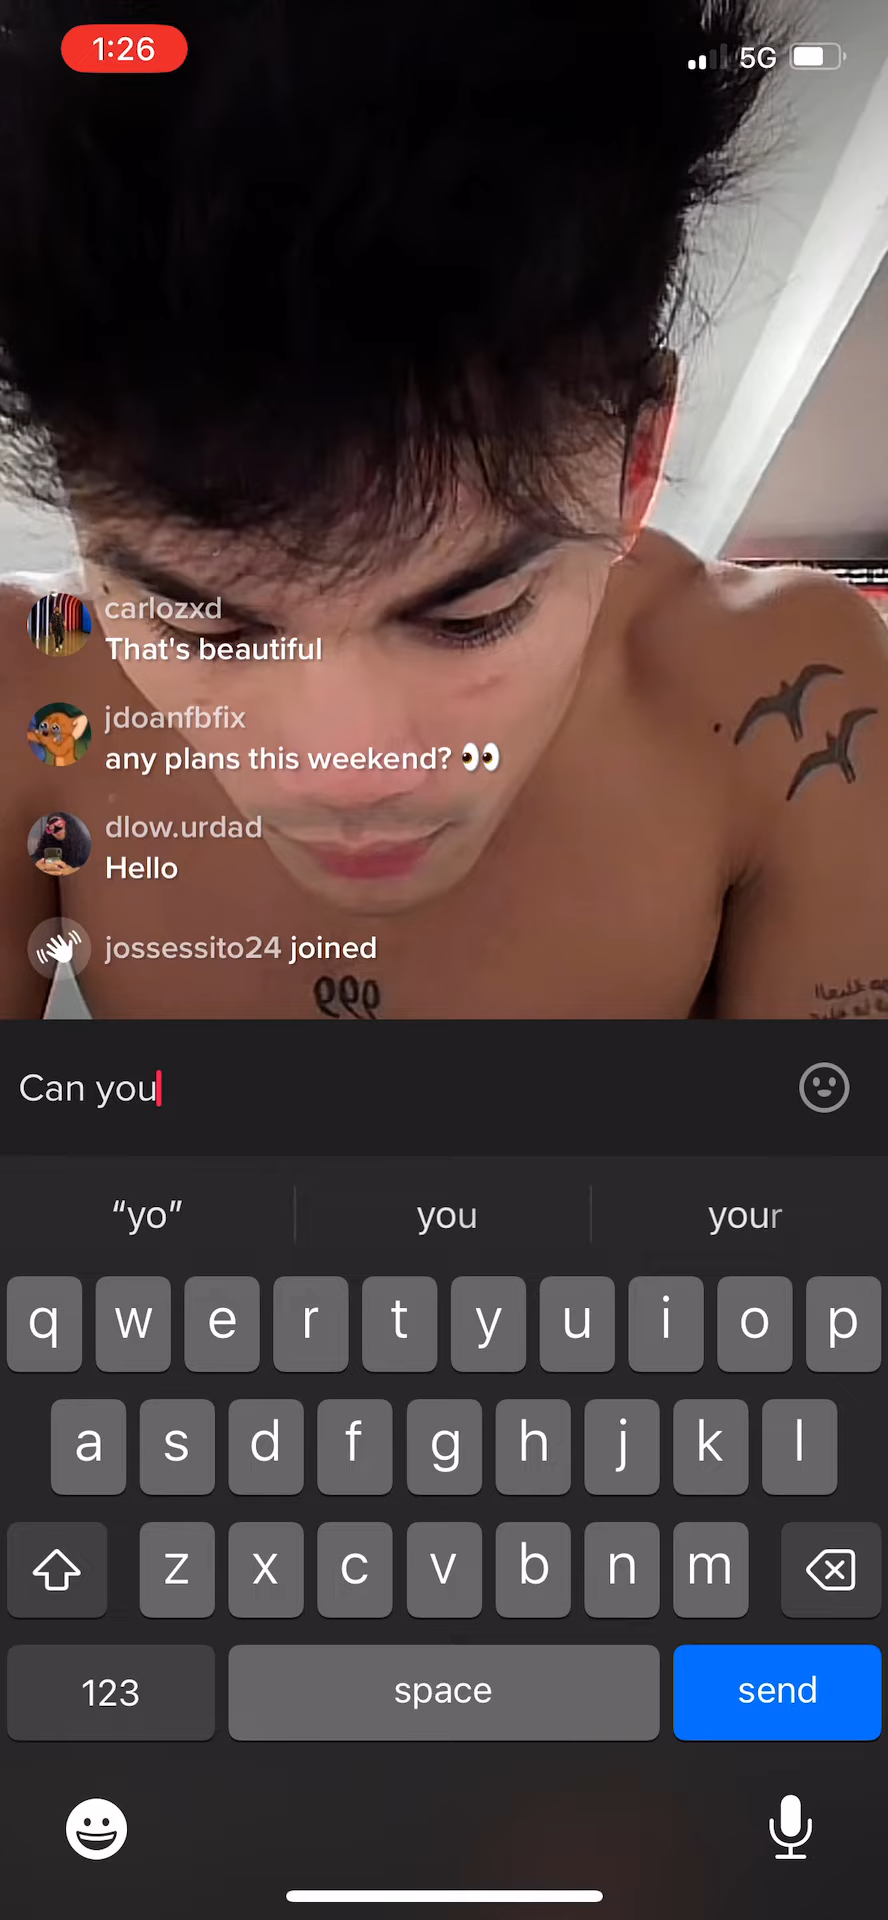 1:26
5G
carlozxd
That's beautiful
jdoanfbfix
any plans this weekend? 👀
dlow.urdad
Hello
jossessito24 joined
999
Can you
“yo” you your
q w e r t y u i o p
a s d f g h j k l
z x c v b n m
123 space send